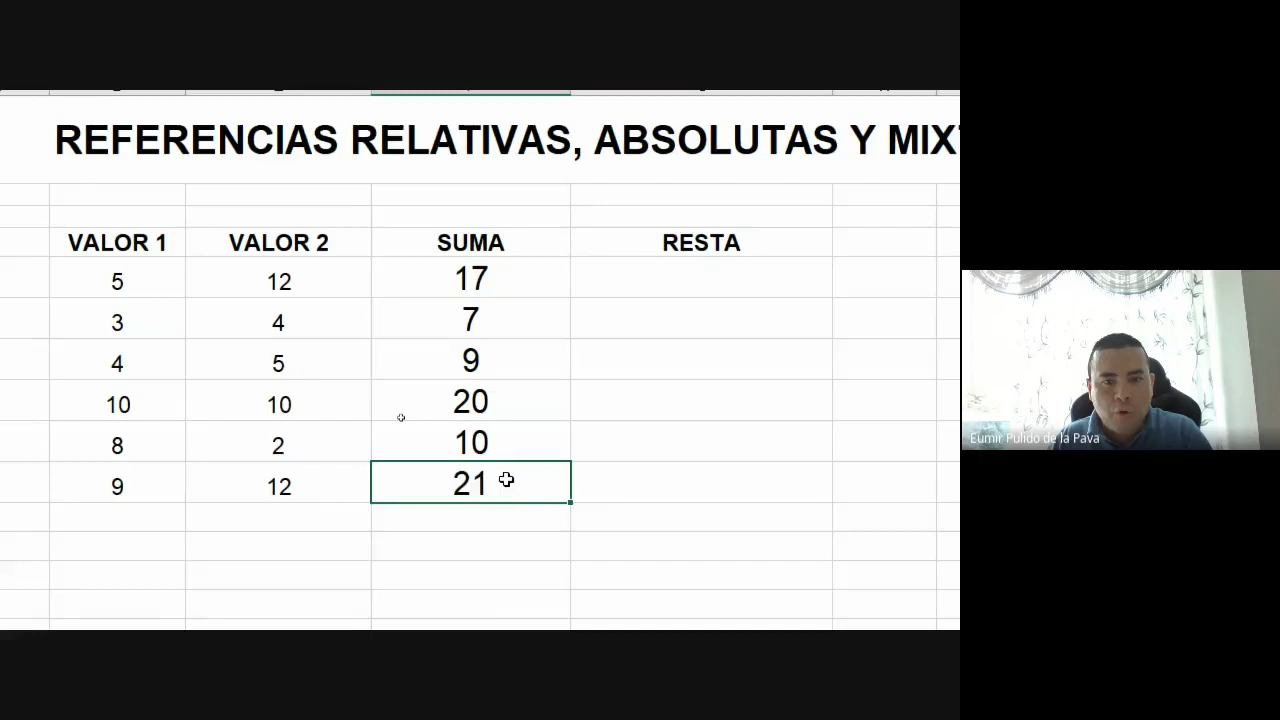 REFERENCIAS RELATIVAS, ABSOLUTAS Y MIX
VALOR 1 VALOR 2 SUMA RESTA
5 12 17
3 4 7
4 5 9
10 10 20
8 2 10
9 12 21
Eumir Pulido de la Pava